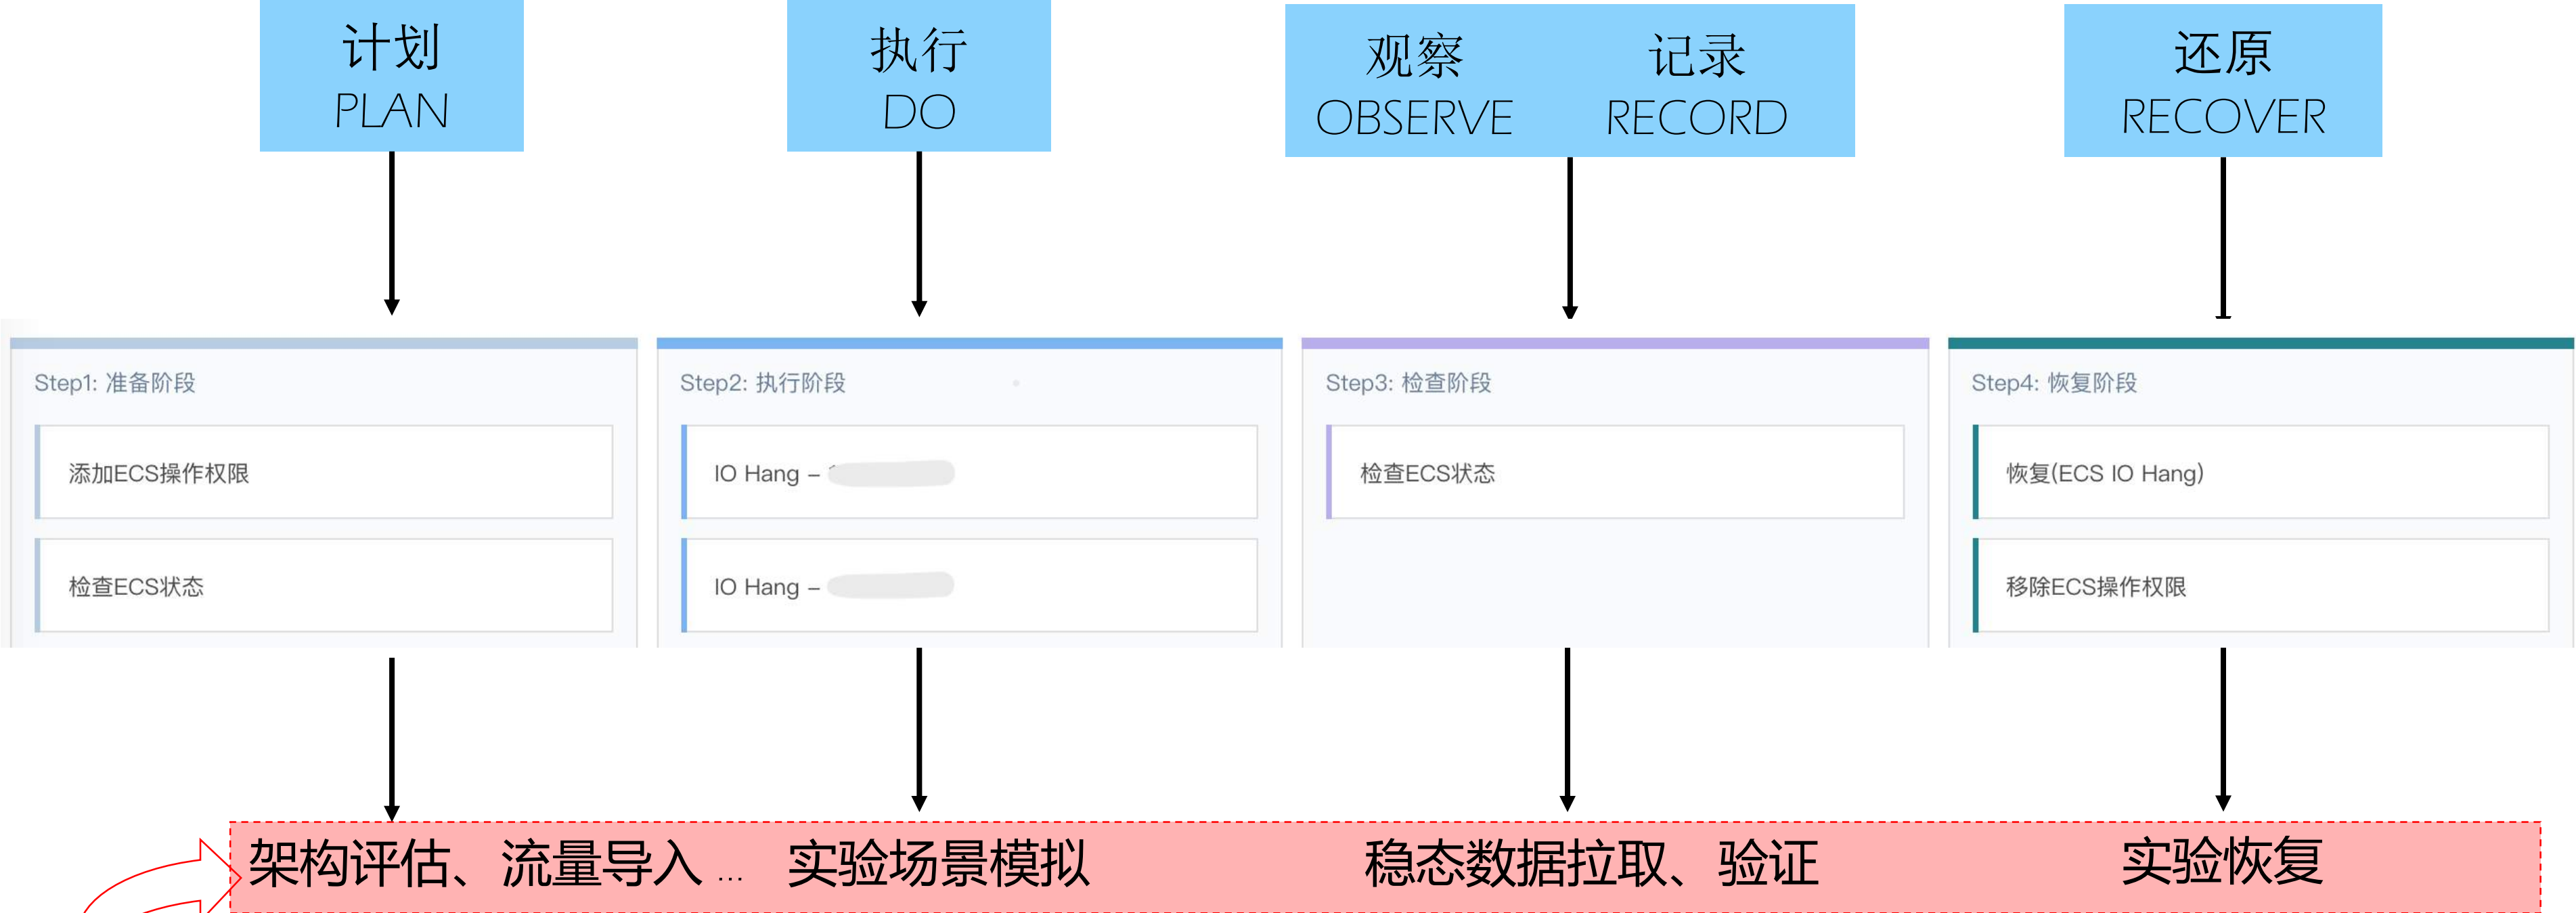 计划
PLAN
执行
DO
观察 记录
OBSERVE RECORD
还原
RECOVER
Step1: 准备阶段
添加ECS操作权限
检查ECS状态
Step2: 执行阶段
IO Hang –
IO Hang –
Step3: 检查阶段
检查ECS状态
Step4: 恢复阶段
恢复(ECS IO Hang)
移除ECS操作权限
架构评估、流量导入 ... 实验场景模拟 稳态数据拉取、验证 实验恢复